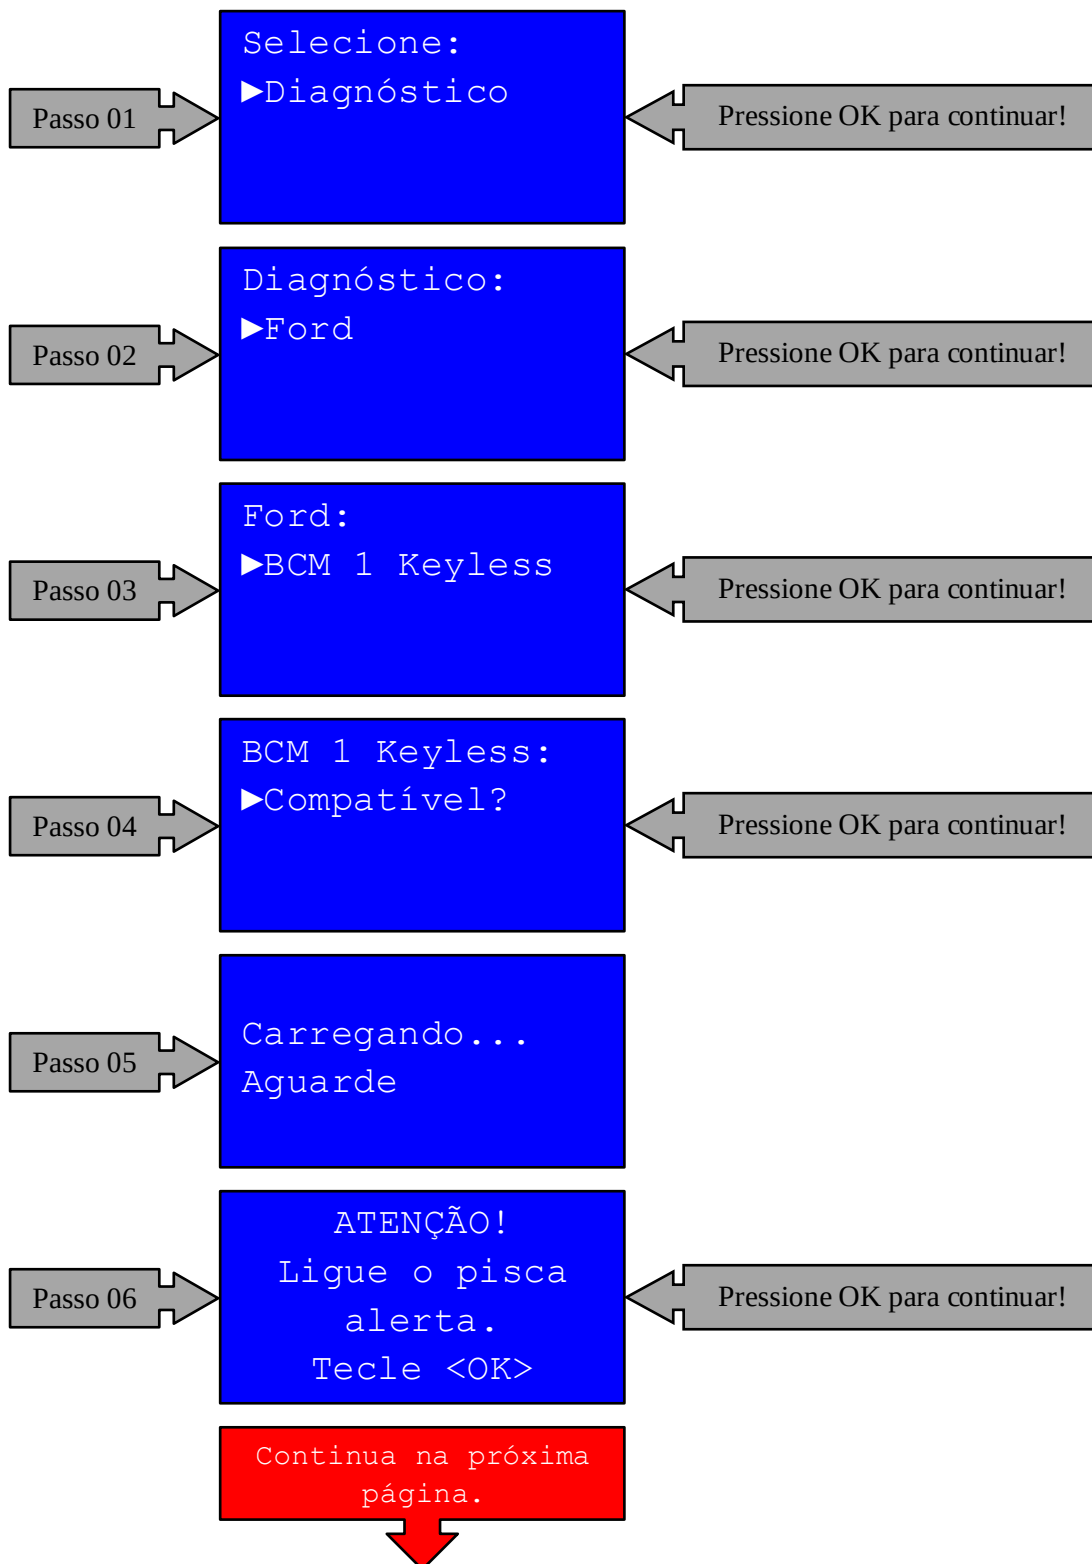 Selecione:
►Diagnóstico
Passo 01
Pressione OK para continuar!
Diagnóstico:
►Ford
Passo 02
Pressione OK para continuar!
Ford:
►BCM 1 Keyless
Passo 03
Pressione OK para continuar!
BCM 1 Keyless:
►Compatível?
Passo 04
Pressione OK para continuar!
Carregando...
Aguarde
Passo 05
ATENÇÃO!
Ligue o pisca
alerta.
Tecle <OK>
Passo 06
Pressione OK para continuar!
Continua na próxima
página.